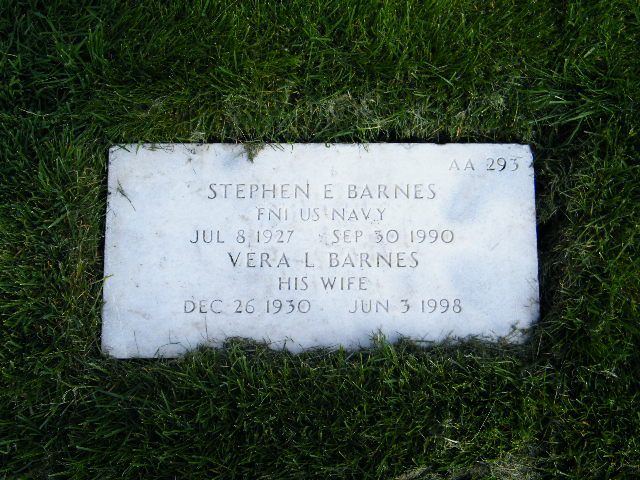 AA 293
STEPHEN E BARNES
FN1 US NAVY
JUL 8 1927 SEP 30 1990
VERA L BARNES
HIS WIFE
DEC 26 1930 JUN 3 1998